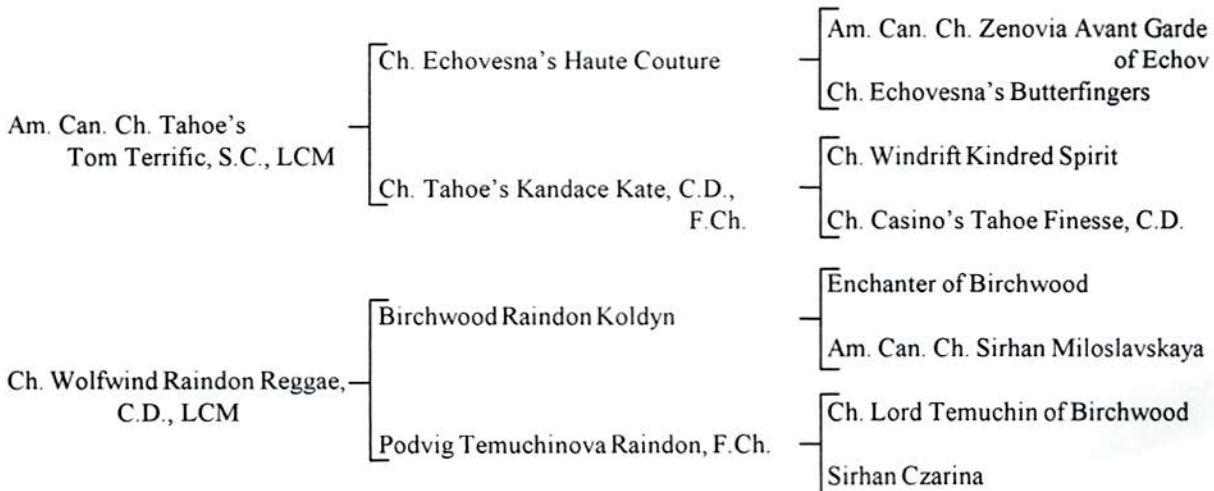 Am. Can. Ch. Tahoe's
Tom Terrific, S.C., LCM
Ch. Echovesna's Haute Couture
Am. Can. Ch. Zenovia Avant Garde
of Echov
Ch. Echovesna's Butterfingers
Ch. Tahoe's Kandace Kate, C.D.,
F.Ch.
Ch. Windrift Kindred Spirit
Ch. Casino's Tahoe Finesse, C.D.
Ch. Wolfwind Raindon Reggae,
C.D., LCM
Birchwood Raindon Koldyn
Enchanter of Birchwood
Am. Can. Ch. Sirhan Miloslavskaya
Podvig Temuchinova Raindon, F.Ch.
Ch. Lord Temuchin of Birchwood
Sirhan Czarina